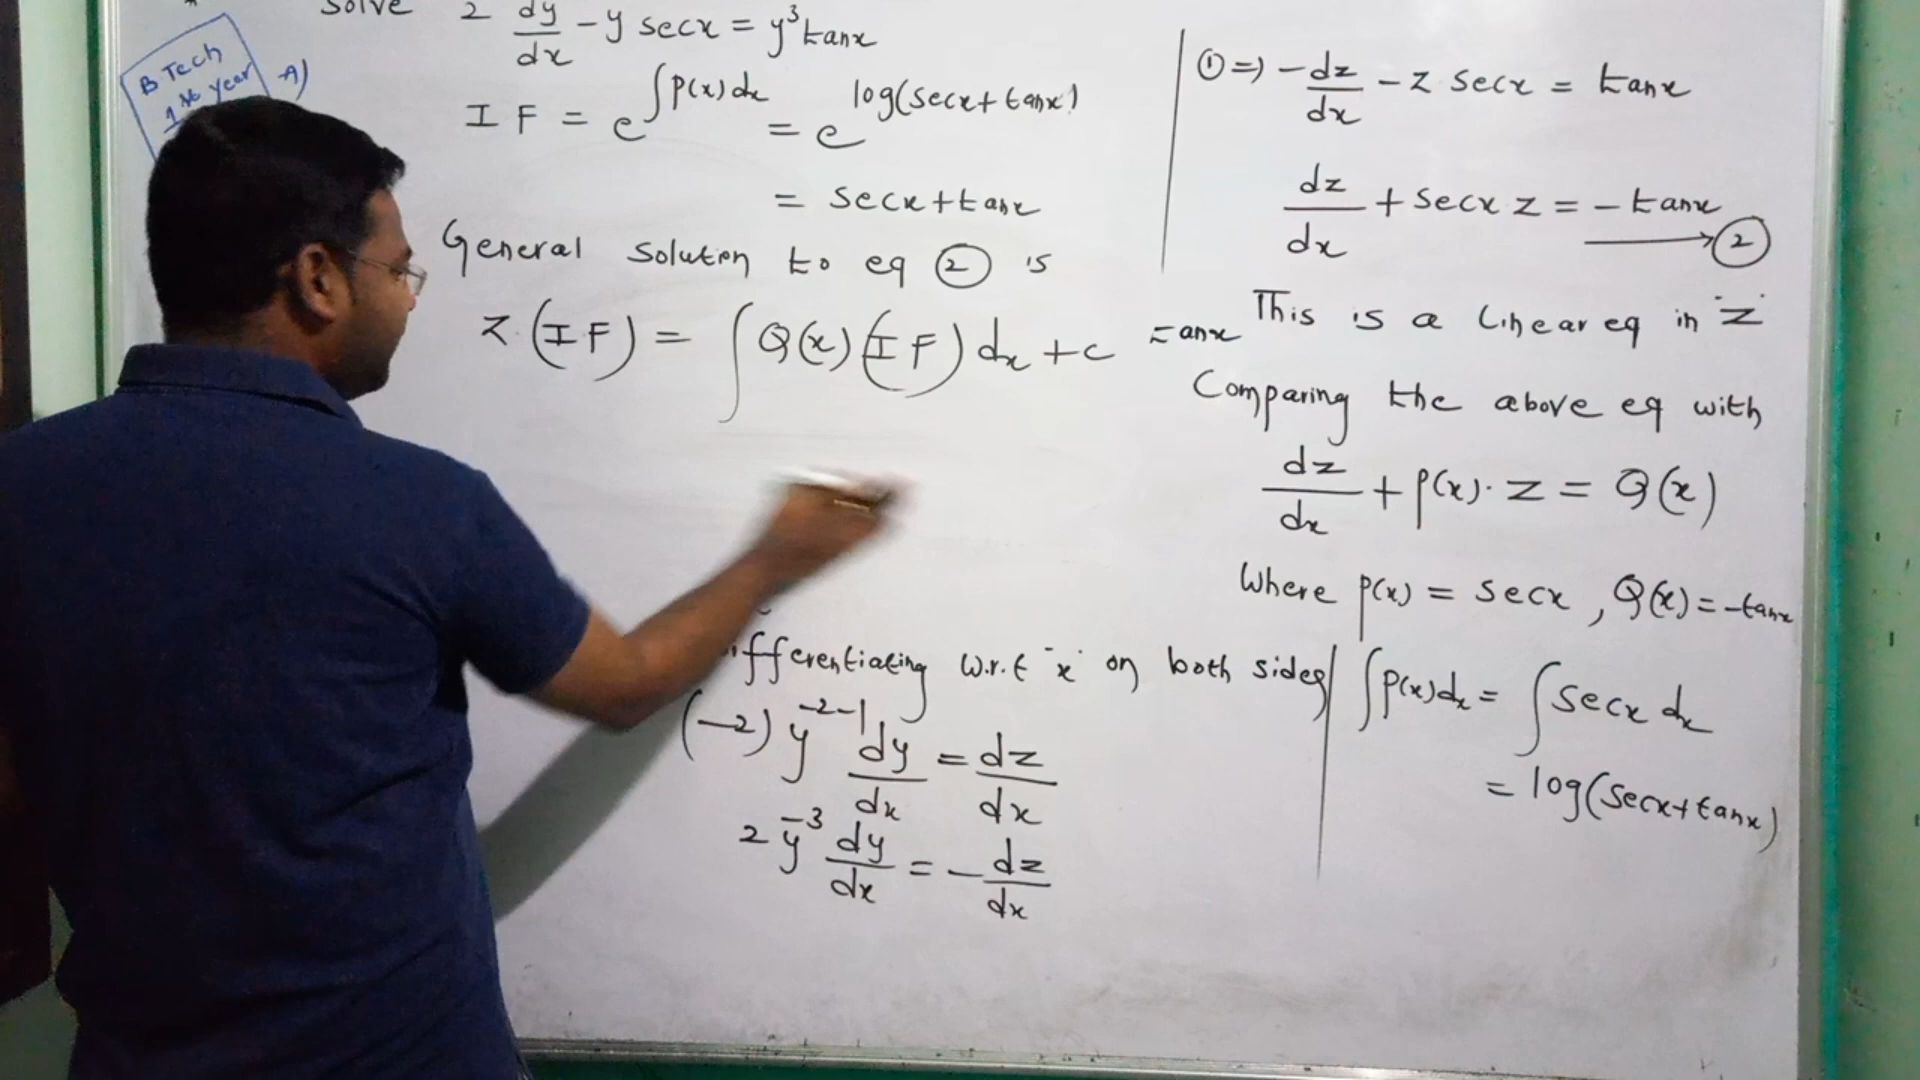 Solve 2 dy/dx - y secx = y³ tanx
B Tech
1st year
A)
I F = e^∫P(x)dx = e^log(secx+tanx)
= secx+tanx
General solution to eq ② is
Z·(IF) = ∫Q(x)(IF)dx+c
= anx
ifferentiating w.r.t 'x' on both sides
(-2) y^-2-1 dy/dx = dz/dx
2 y^-3 dy/dx = - dz/dx
① => - dz/dx - z secx = tanx
dz/dx + secx z = - tanx → ②
This is a linear eq in 'Z'
Comparing the above eq with
dz/dx + P(x)· z = Q(x)
Where P(x) = secx , Q(x) = -tanx
∫P(x)dx = ∫secx dx
= log(secx+tanx)